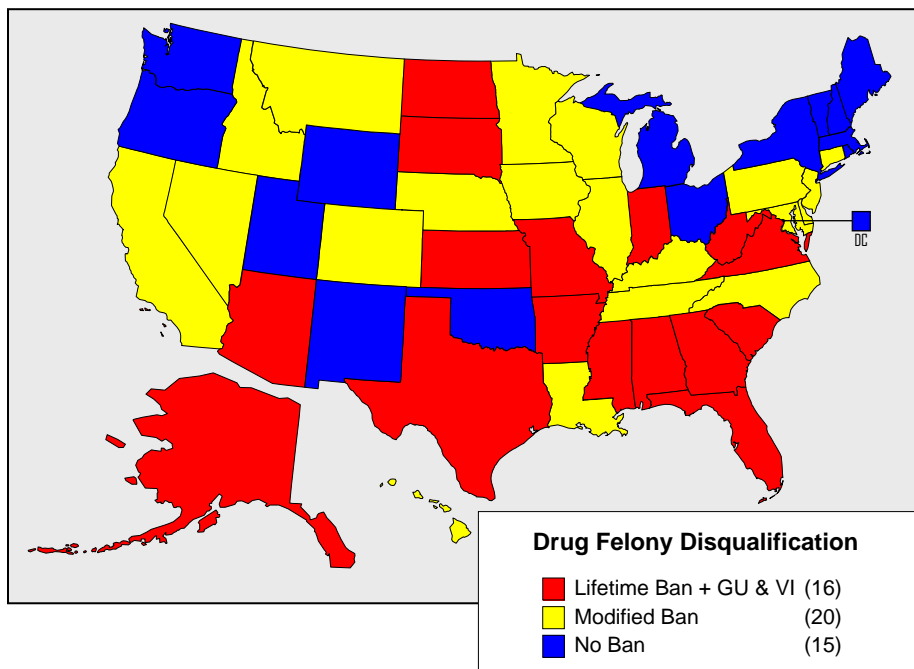 DC
Drug Felony Disqualification
Lifetime Ban + GU & VI (16)
Modified Ban (20)
No Ban (15)